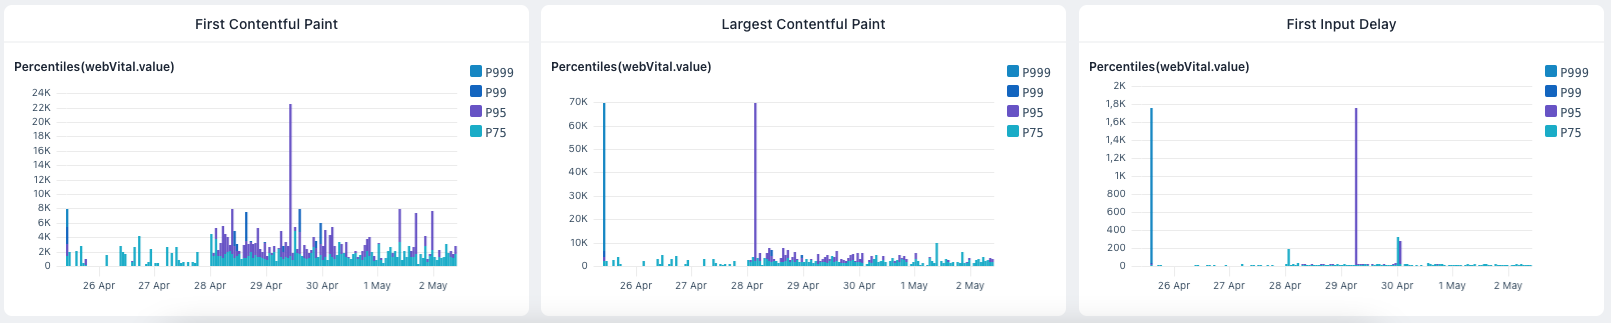 First Contentful Paint
Percentiles(webVital.value)
P999
P99
P95
P75
24K
22K
20K
18K
16K
14K
12K
10K
8K
6K
4K
2K
0
26 Apr
27 Apr
28 Apr
29 Apr
30 Apr
1 May
2 May
Largest Contentful Paint
Percentiles(webVital.value)
P999
P99
P95
P75
70K
60K
50K
40K
30K
20K
10K
0
26 Apr
27 Apr
28 Apr
29 Apr
30 Apr
1 May
2 May
First Input Delay
Percentiles(webVital.value)
P999
P99
P95
P75
2K
1,8K
1,6K
1,4K
1,2K
1K
800
600
400
200
0
26 Apr
27 Apr
28 Apr
29 Apr
30 Apr
1 May
2 May